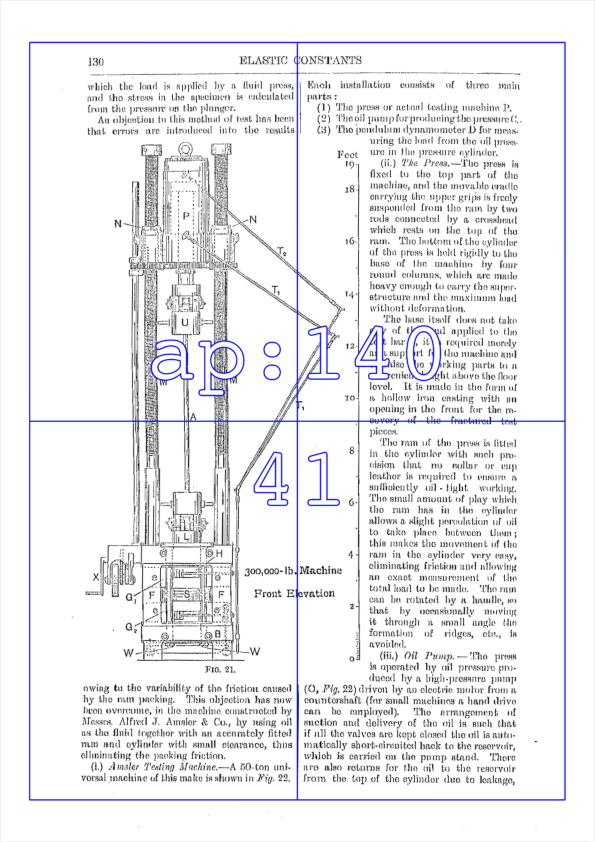 130
ELASTIC CONSTANTS
which the load is applied by a fluid press,
and the stress in the specimen is calculated
from the pressure on the plunger.
An objection to this method of test has been
that errors are introduced into the results
N
P
N
T2
T1
U
M
M
A
T1
L
H
X
G1
F
S
F
G2
B
W
W
300,000-lb. Machine
Front Elevation
Feet
19
18
16
14
12
10
8
6
4
2
0
FIG. 21.
owing to the variability of the friction caused
by the ram packing. This objection has now
been overcome, in the machine constructed by
Messrs. Alfred J. Amsler & Co., by using oil
as the fluid together with an accurately fitted
ram and cylinder with small clearance, thus
eliminating the packing friction.
(i.) Amsler Testing Machine.—A 50-ton uni-
versal machine of this make is shown in Fig. 22.
Each installation consists of three main
parts :
(1) The press or actual testing machine P.
(2) The oil pump for producing the pressure
(3) The pendulum dynamometer D for meas-
uring the load from the oil press-
ure in the pressure cylinder.
(ii.) The Press.—The press is
fixed to the top part of the
machine, and the movable cradle
carrying the upper grips is freely
suspended from the ram by two
rods connected by a crosshead
which rests on the top of the
ram. The bottom of the cylinder
of the press is held rigidly to the
base of the machine by four
round columns, which are made
heavy enough to carry the super-
structure and the maximum load
without deformation.
The base itself does not take
of the applied to the
bar it required merely
support the machine and
also working parts to a
height above the floor
level. It is made in the form of
a hollow iron casting with an
opening in the front for the re-
covery of the fractured test
pieces.
The ram of the press is fitted
in the cylinder with such pre-
cision that no collar or cup
leather is required to ensure a
sufficiently oil-tight working.
The small amount of play which
the ram has in the cylinder
allows a slight percolation of oil
to take place between them ;
this makes the movement of the
ram in the cylinder very easy,
eliminating friction and allowing
an exact measurement of the
total load to be made. The ram
can be rotated by a handle, so
that by occasionally moving
it through a small angle the
formation of ridges, etc., is
avoided.
(iii.) Oil Pump.—The press
is operated by oil pressure pro-
duced by a high-pressure pump
(O, Fig. 22) driven by an electric motor from a
countershaft (for small machines a hand drive
can be employed). The arrangement of
suction and delivery of the oil is such that
if all the valves are kept closed the oil is auto-
matically short-circuited back to the reservoir,
which is carried on the pump stand. There
are also returns for the oil to the reservoir
from the top of the cylinder due to leakage,
ap:140
41